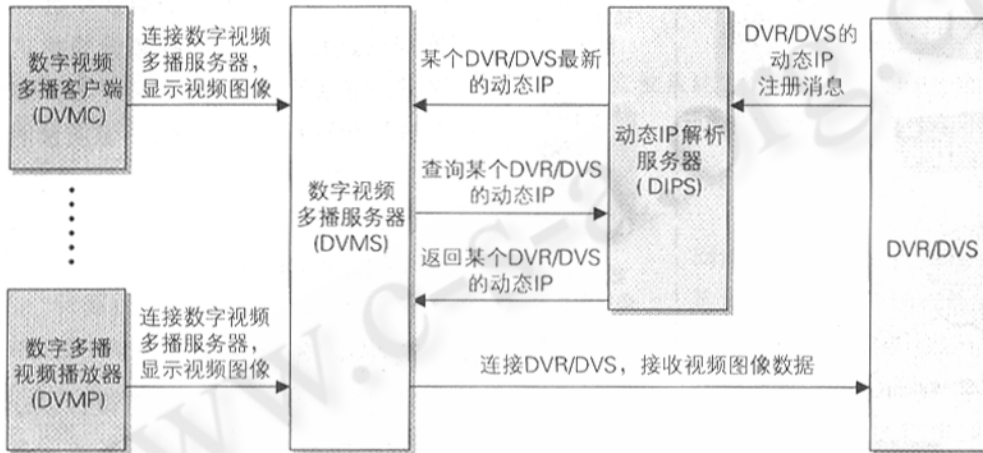 数字视频
多播客户端
(DVMC)
连接数字视频
多播服务器，
显示视频图像
数字视频
多播服务器
(DVMS)
某个DVR/DVS最新
的动态IP
查询某个DVR/DVS
的动态IP
返回某个DVR/DVS
的动态IP
动态IP解析
服务器
(DIPS)
DVR/DVS的
动态IP
注册消息
DVR/DVS
数字多播
视频播放器
(DVMP)
连接数字视频
多播服务器，
显示视频图像
连接DVR/DVS，接收视频图像数据
www.c-s-a.org.c